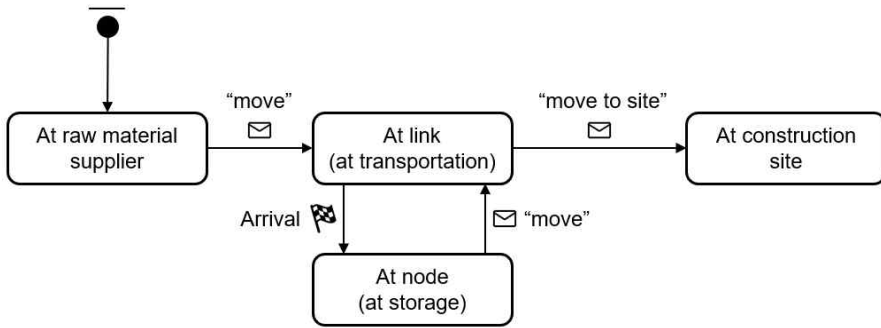 “move”
“move to site”
At raw material
supplier
At link
(at transportation)
At construction
site
Arrival
“move”
At node
(at storage)